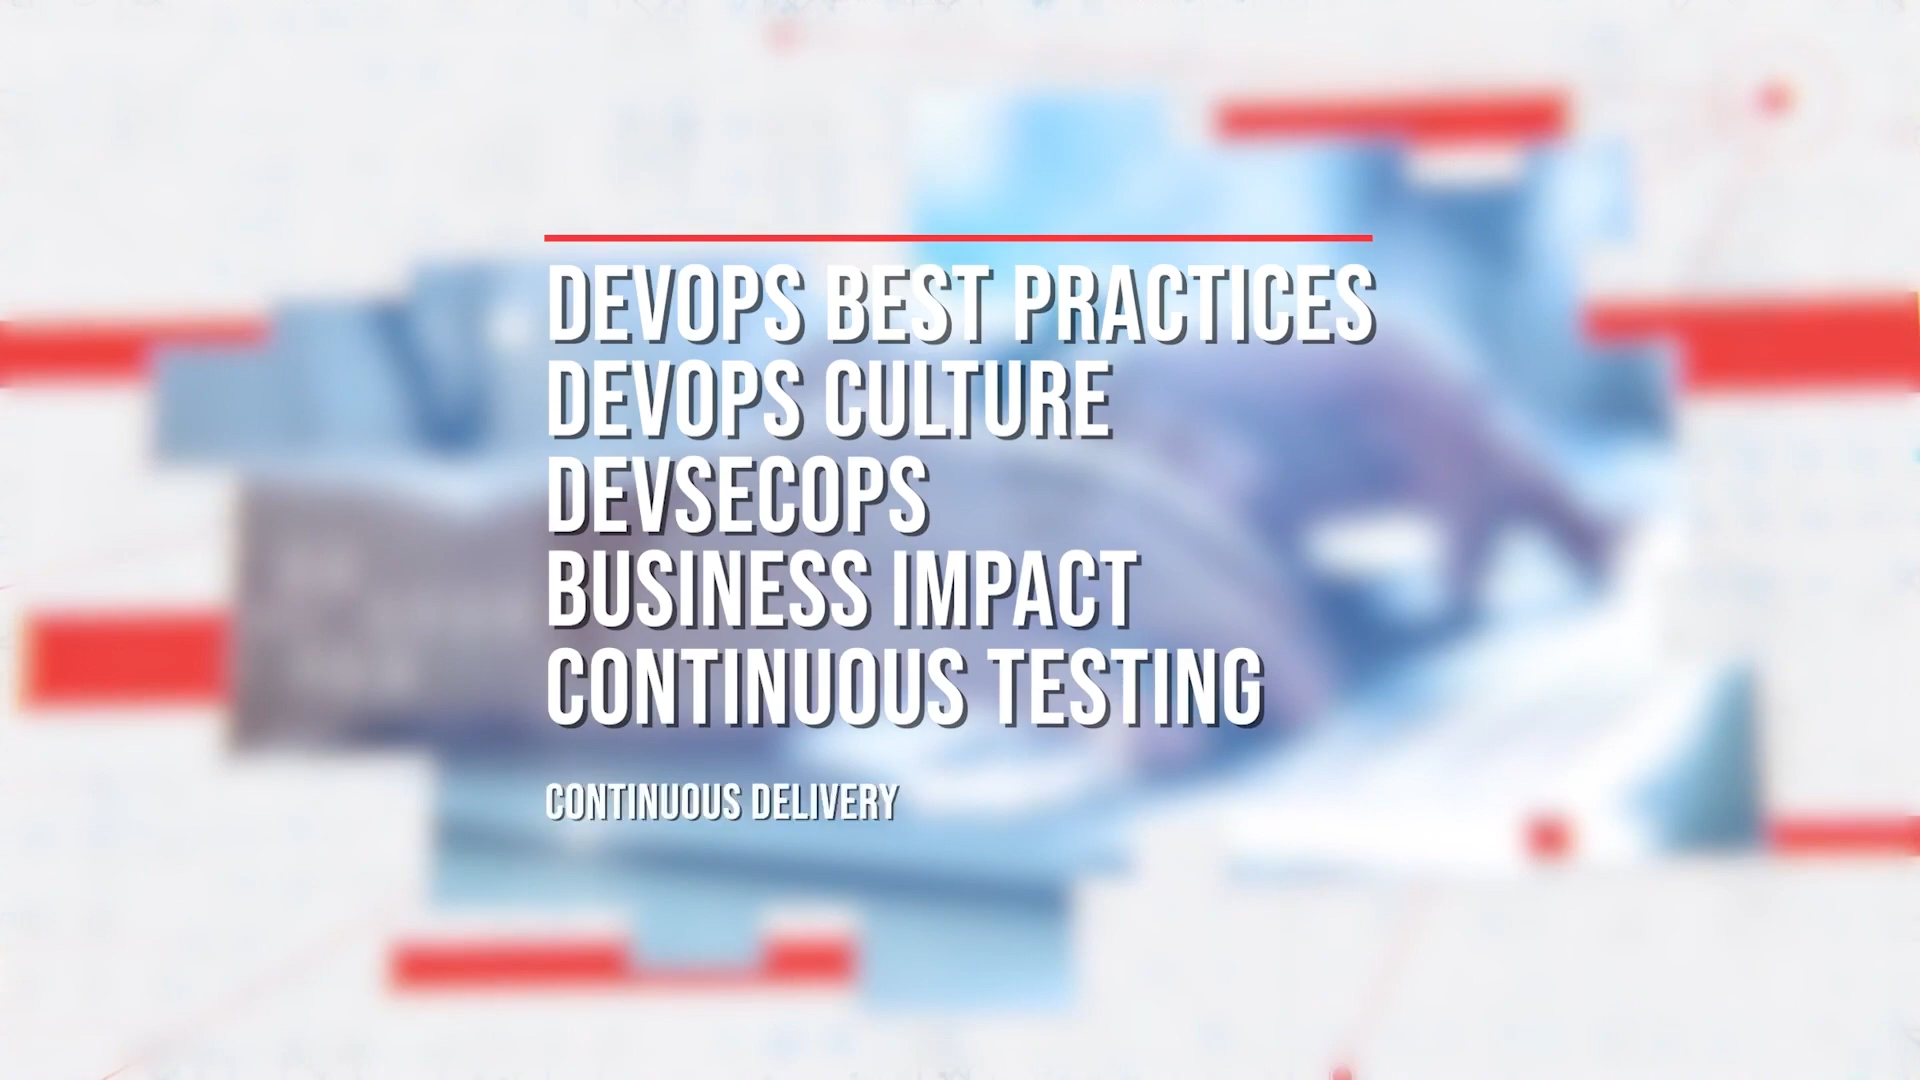 DEVOPS BEST PRACTICES
DEVOPS CULTURE
DEVSECOPS
BUSINESS IMPACT
CONTINUOUS TESTING
CONTINUOUS DELIVERY